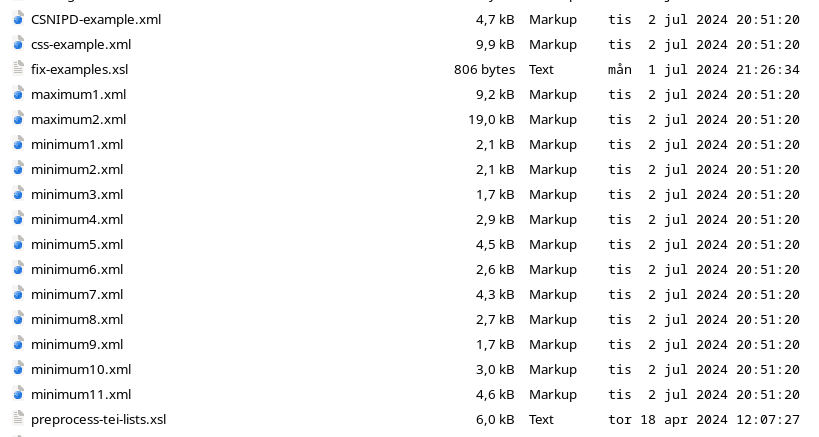 CSNIPD-example.xml 4,7 kB Markup tis 2 jul 2024 20:51:20
css-example.xml 9,9 kB Markup tis 2 jul 2024 20:51:20
fix-examples.xsl 806 bytes Text mån 1 jul 2024 21:26:34
maximum1.xml 9,2 kB Markup tis 2 jul 2024 20:51:20
maximum2.xml 19,0 kB Markup tis 2 jul 2024 20:51:20
minimum1.xml 2,1 kB Markup tis 2 jul 2024 20:51:20
minimum2.xml 2,1 kB Markup tis 2 jul 2024 20:51:20
minimum3.xml 1,7 kB Markup tis 2 jul 2024 20:51:20
minimum4.xml 2,9 kB Markup tis 2 jul 2024 20:51:20
minimum5.xml 4,5 kB Markup tis 2 jul 2024 20:51:20
minimum6.xml 2,6 kB Markup tis 2 jul 2024 20:51:20
minimum7.xml 4,3 kB Markup tis 2 jul 2024 20:51:20
minimum8.xml 2,7 kB Markup tis 2 jul 2024 20:51:20
minimum9.xml 1,7 kB Markup tis 2 jul 2024 20:51:20
minimum10.xml 3,0 kB Markup tis 2 jul 2024 20:51:20
minimum11.xml 4,6 kB Markup tis 2 jul 2024 20:51:20
preprocess-tei-lists.xsl 6,0 kB Text tor 18 apr 2024 12:07:27